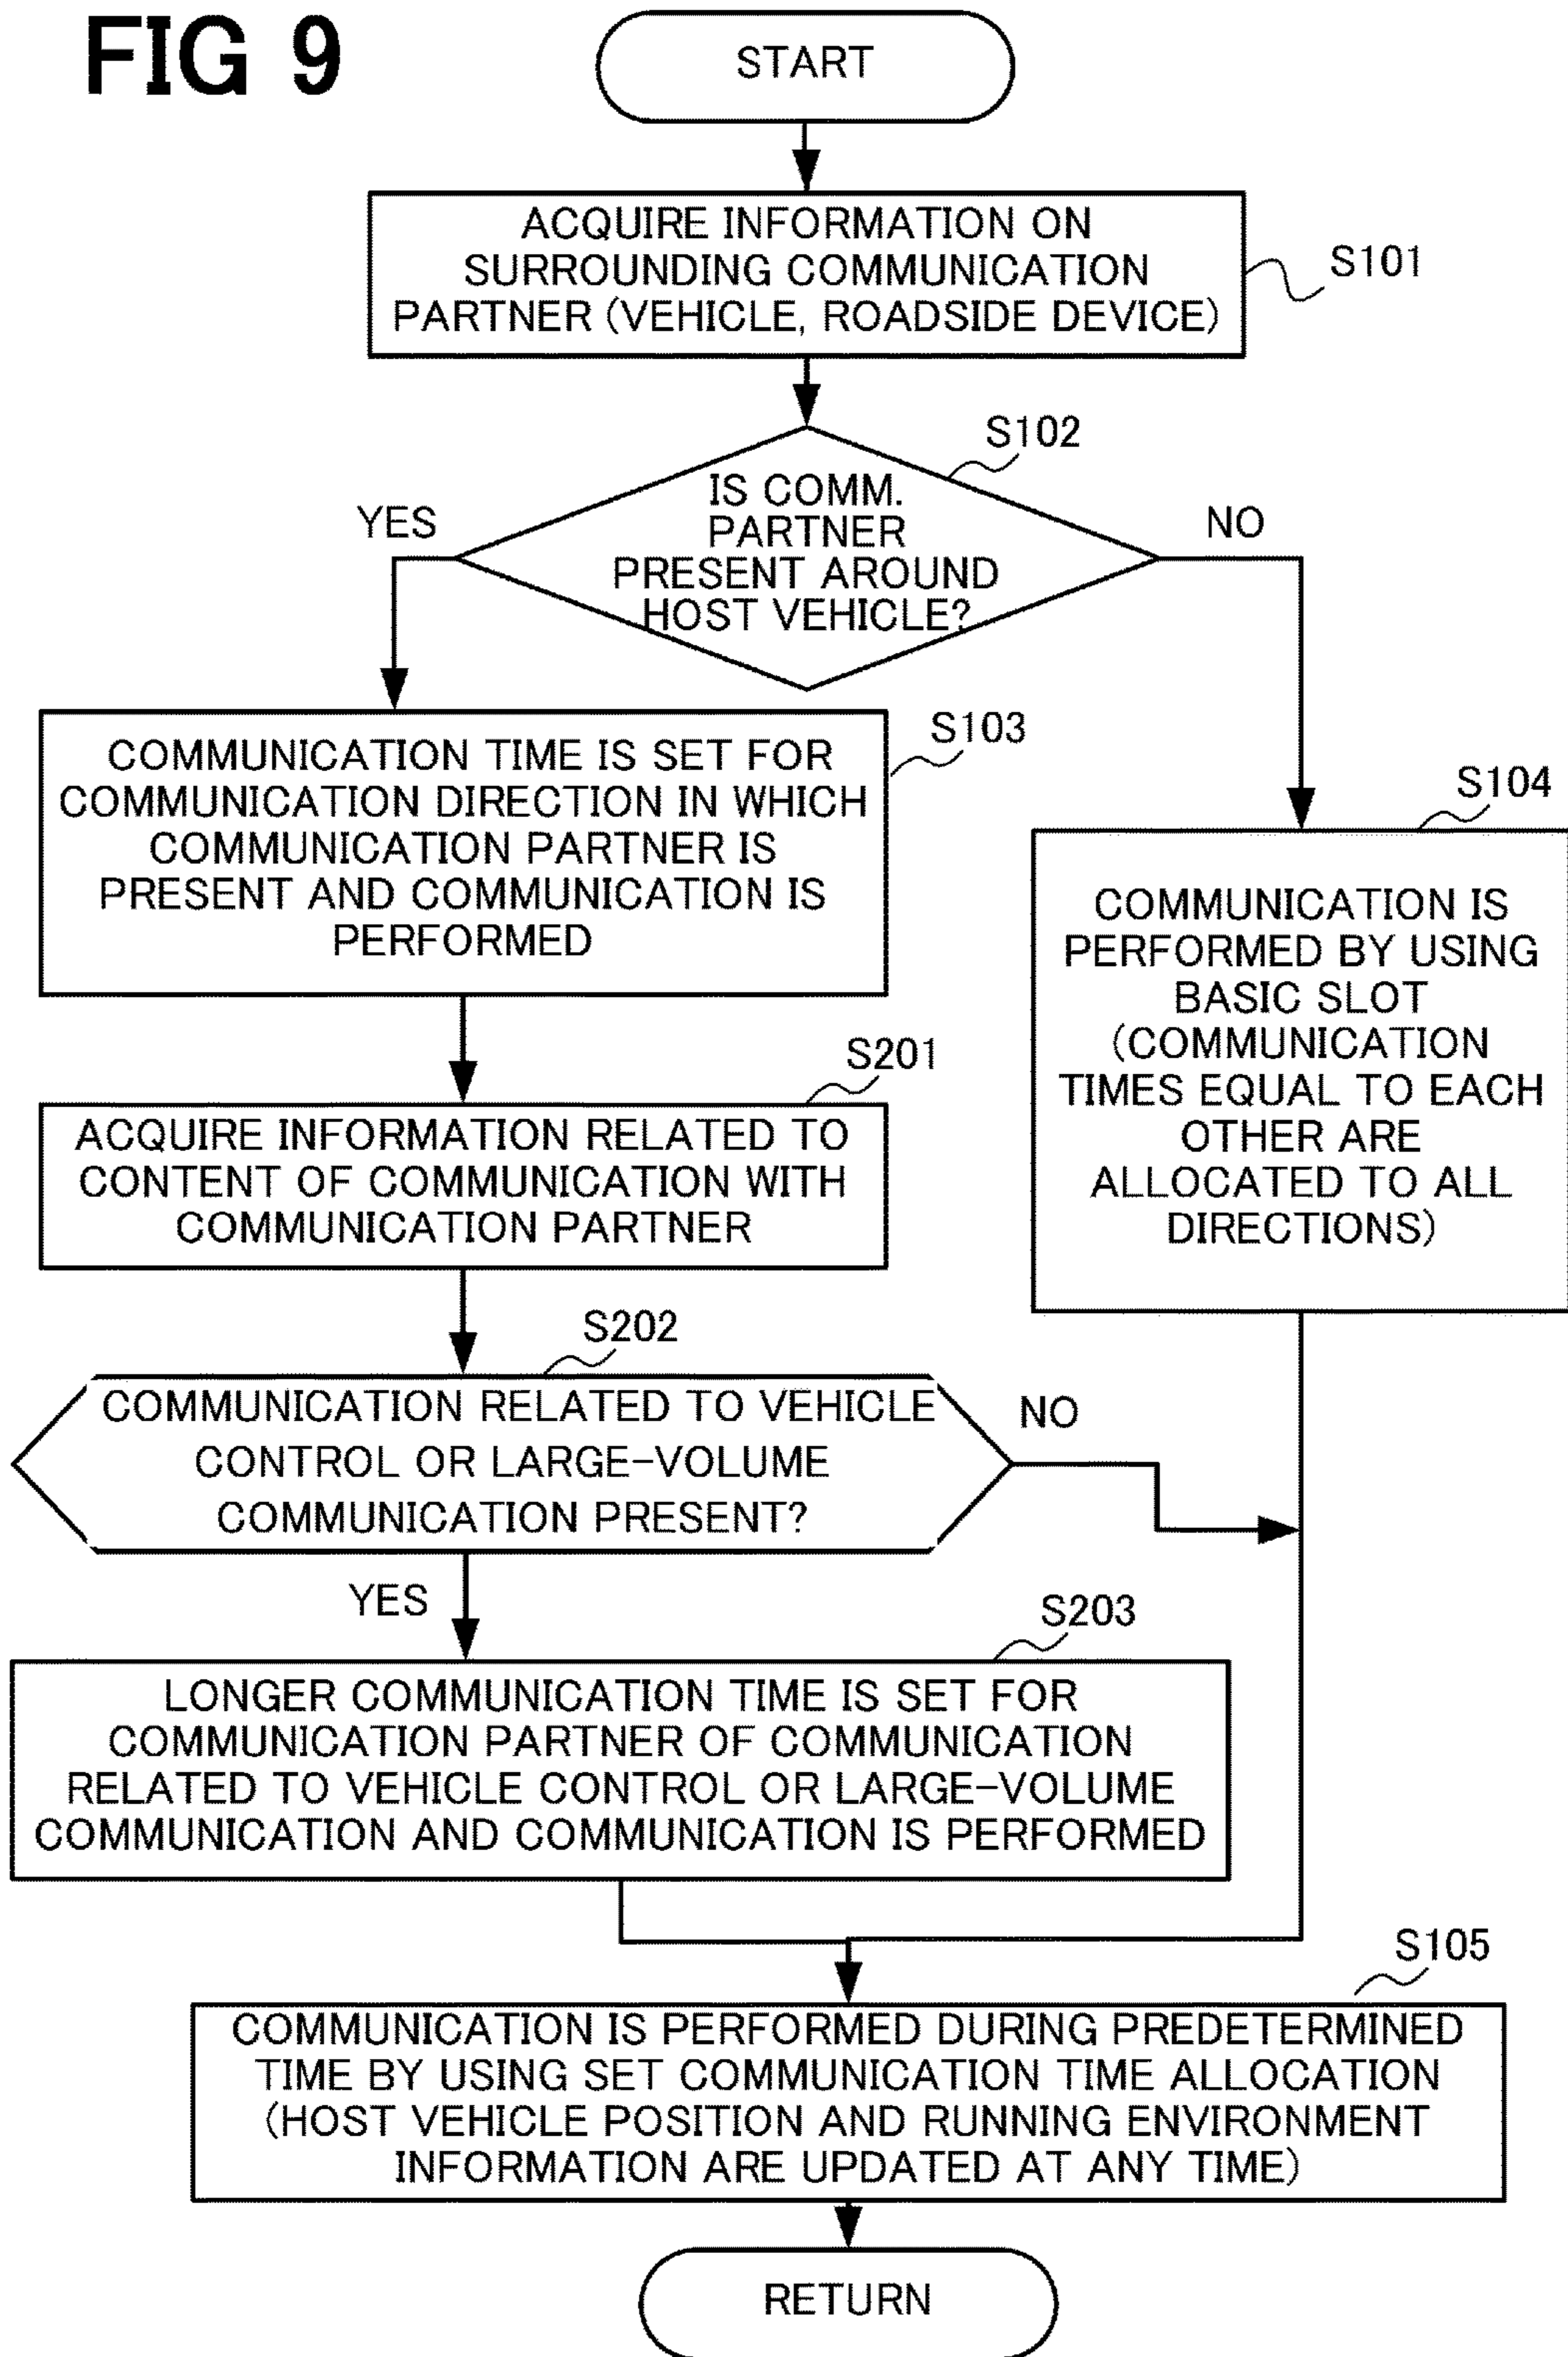 FIG 9
START
ACQUIRE INFORMATION ON
SURROUNDING COMMUNICATION
PARTNER (VEHICLE, ROADSIDE DEVICE)
S101
S102
IS COMM.
PARTNER
PRESENT AROUND
HOST VEHICLE?
YES
NO
S103
COMMUNICATION TIME IS SET FOR
COMMUNICATION DIRECTION IN WHICH
COMMUNICATION PARTNER IS
PRESENT AND COMMUNICATION IS
PERFORMED
S104
COMMUNICATION IS
PERFORMED BY USING
BASIC SLOT
(COMMUNICATION
TIMES EQUAL TO EACH
OTHER ARE
ALLOCATED TO ALL
DIRECTIONS)
S201
ACQUIRE INFORMATION RELATED TO
CONTENT OF COMMUNICATION WITH
COMMUNICATION PARTNER
S202
COMMUNICATION RELATED TO VEHICLE
CONTROL OR LARGE-VOLUME
COMMUNICATION PRESENT?
NO
YES
S203
LONGER COMMUNICATION TIME IS SET FOR
COMMUNICATION PARTNER OF COMMUNICATION
RELATED TO VEHICLE CONTROL OR LARGE-VOLUME
COMMUNICATION AND COMMUNICATION IS PERFORMED
S105
COMMUNICATION IS PERFORMED DURING PREDETERMINED
TIME BY USING SET COMMUNICATION TIME ALLOCATION
(HOST VEHICLE POSITION AND RUNNING ENVIRONMENT
INFORMATION ARE UPDATED AT ANY TIME)
RETURN